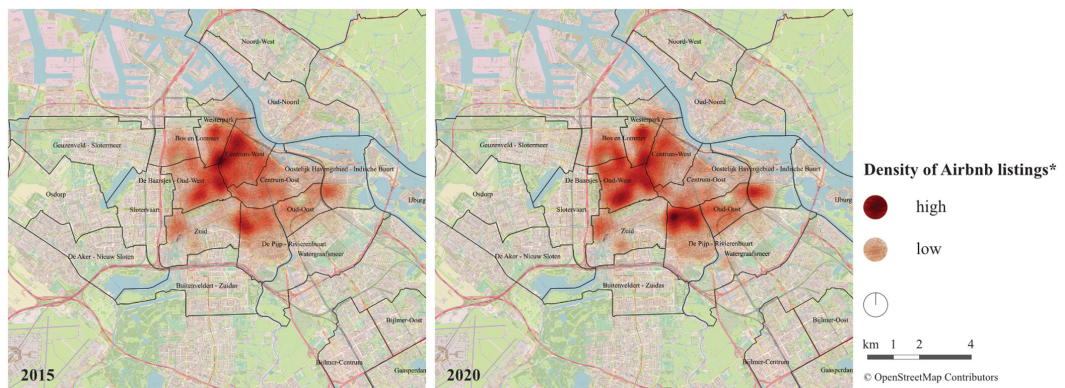 Noord-West
Oud-Noord
Westerpark
Bos en Lommer
Geuzenveld - Slotermeer
Centrum-West
Oostelijk Havengebied - Indische Buurt
De Baarsjes - Oud-West
Centrum-Oost
Osdorp
IJburg
Slotervaart
Oud-Oost
Zuid
De Pijp - Rivierenbuurt
De Aker - Nieuw Sloten
Watergraafsmeer
Buitenveldert - Zuidas
Bijlmer-Oost
Bijlmer-Centrum
Gaasperdam
2015
Noord-West
Oud-Noord
Westerpark
Bos en Lommer
Geuzenveld - Slotermeer
Centrum-West
Oostelijk Havengebied - Indische Buurt
De Baarsjes - Oud-West
Centrum-Oost
Osdorp
IJburg
Slotervaart
Oud-Oost
Zuid
De Pijp - Rivierenbuurt
De Aker - Nieuw Sloten
Watergraafsmeer
Buitenveldert - Zuidas
Bijlmer-Oost
Bijlmer-Centrum
Gaasperdam
2020
Density of Airbnb listings*
high
low
km 1 2 4
© OpenStreetMap Contributors